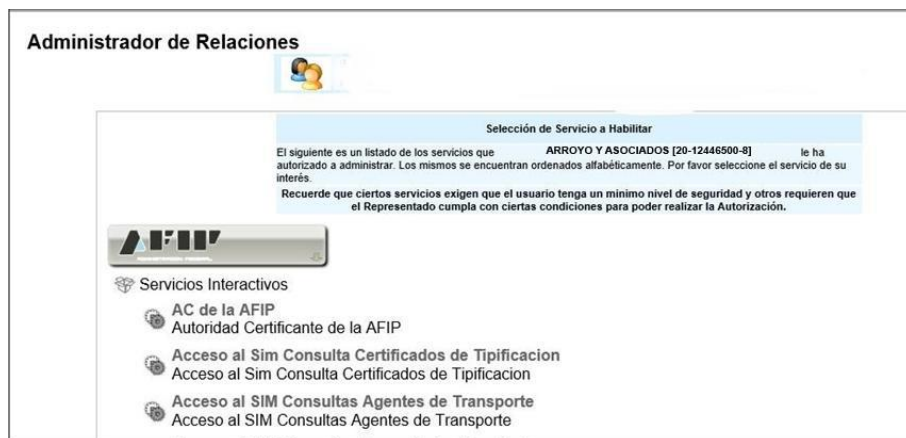 Administrador de Relaciones
Selección de Servicio a Habilitar
El siguiente es un listado de los servicios que ARROYO Y ASOCIADOS [20-12446500-8] le ha
autorizado a administrar. Los mismos se encuentran ordenados alfabéticamente. Por favor seleccione el servicio de su
interés.
Recuerde que ciertos servicios exigen que el usuario tenga un minimo nivel de seguridad y otros requieren que
el Representado cumpla con ciertas condiciones para poder realizar la Autorización.
AFIP
ADMINISTRACION FEDERAL
Servicios Interactivos
AC de la AFIP
Autoridad Certificante de la AFIP
Acceso al Sim Consulta Certificados de Tipificacion
Acceso al Sim Consulta Certificados de Tipificacion
Acceso al SIM Consultas Agentes de Transporte
Acceso al SIM Consultas Agentes de Transporte